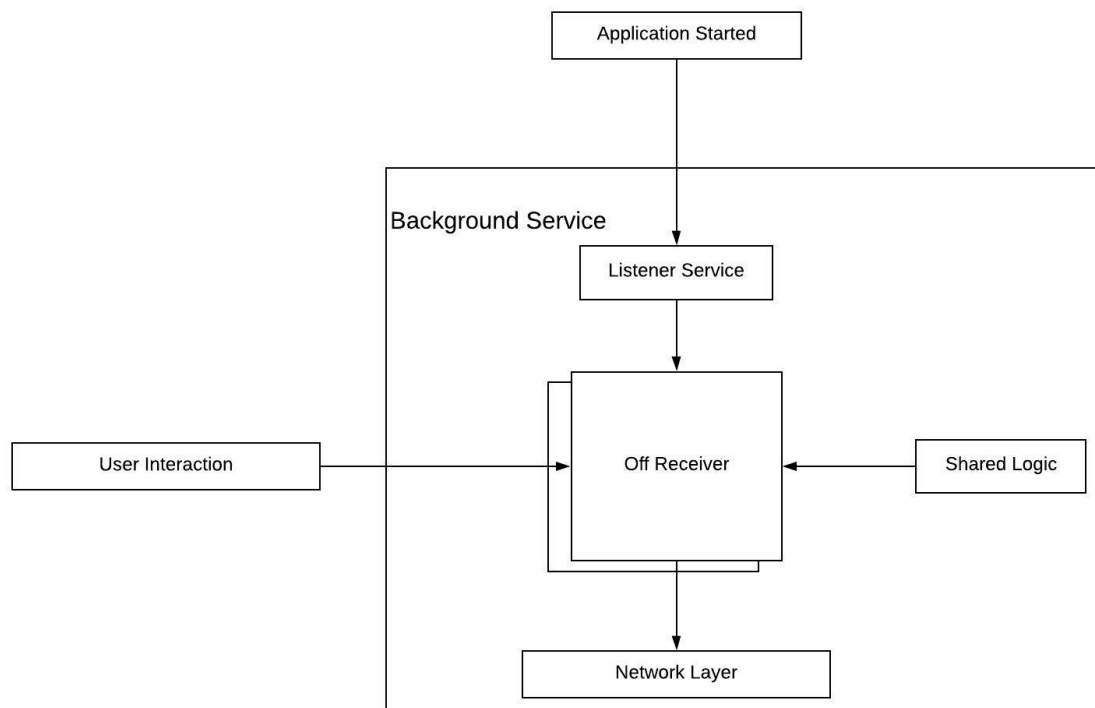 Application Started
Background Service
Listener Service
User Interaction
Off Receiver
Shared Logic
Network Layer